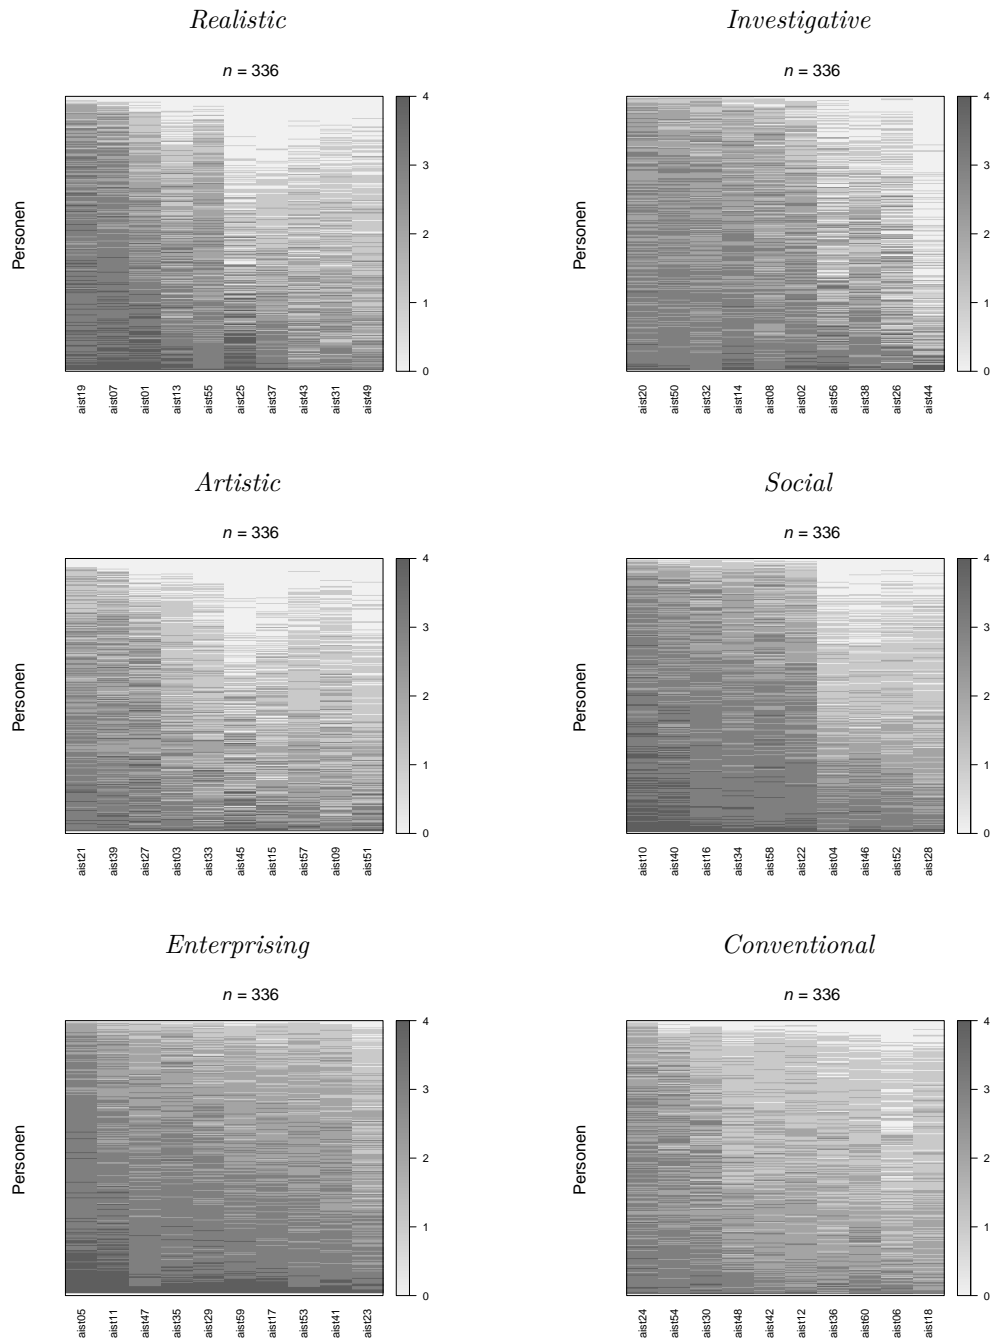 Realistic
n = 336
Personen
4
3
2
1
0
aist19 aist07 aist01 aist13 aist55 aist25 aist37 aist43 aist31 aist49
Investigative
n = 336
Personen
4
3
2
1
0
aist20 aist50 aist32 aist14 aist08 aist02 aist56 aist38 aist26 aist44
Artistic
n = 336
Personen
4
3
2
1
0
aist21 aist39 aist27 aist03 aist33 aist45 aist15 aist57 aist09 aist51
Social
n = 336
Personen
4
3
2
1
0
aist10 aist40 aist16 aist34 aist58 aist22 aist04 aist46 aist52 aist28
Enterprising
n = 336
Personen
4
3
2
1
0
aist05 aist11 aist47 aist35 aist29 aist59 aist17 aist53 aist41 aist23
Conventional
n = 336
Personen
4
3
2
1
0
aist24 aist54 aist30 aist48 aist42 aist12 aist36 aist60 aist06 aist18